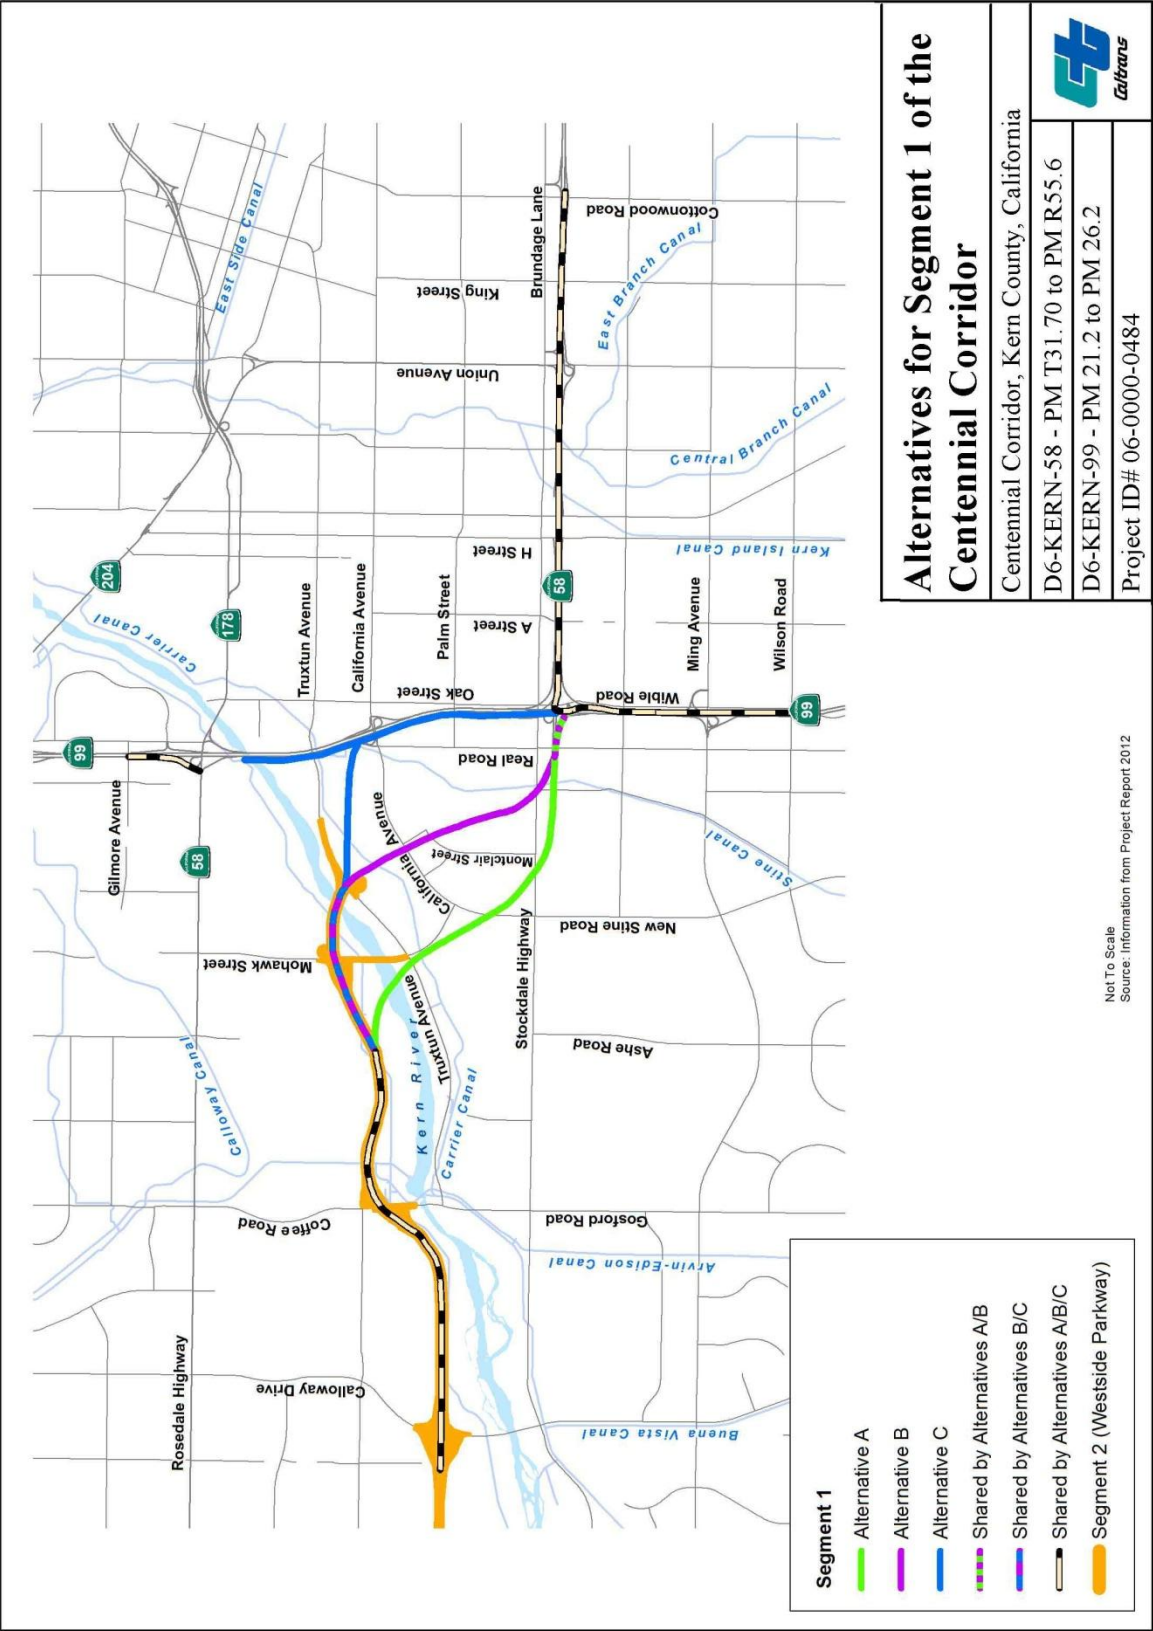 Alternatives for Segment 1 of the
Centennial Corridor
Centennial Corridor, Kern County, California
D6-KERN-58 - PM T31.70 to PM R55.6
D6-KERN-99 - PM 21.2 to PM 26.2
Project ID# 06-0000-0484
Caltrans
Rosedale Highway
Calloway Drive
Coffee Road
Calloway Canal
Mohawk Street
Gilmore Avenue
58
99
178
204
Carrier Canal
East Side Canal
Truxtun Avenue
California Avenue
Palm Street
Oak Street
Real Road
A Street
H Street
Union Avenue
King Street
Brundage Lane
Cottonwood Road
58
East Branch Canal
Central Branch Canal
Kern Island Canal
Ming Avenue
Wilson Road
Wible Road
99
Stine Canal
California Avenue
California Avenue
Montclair Street
New Stine Road
Stockdale Highway
Ashe Road
Truxtun Avenue
Kern River
Carrier Canal
Gosford Road
Arvin-Edison Canal
Buena Vista Canal
Segment 1
Alternative A
Alternative B
Alternative C
Shared by Alternatives A/B
Shared by Alternatives B/C
Shared by Alternatives A/B/C
Segment 2 (Westside Parkway)
Not To Scale
Source: Information from Project Report 2012